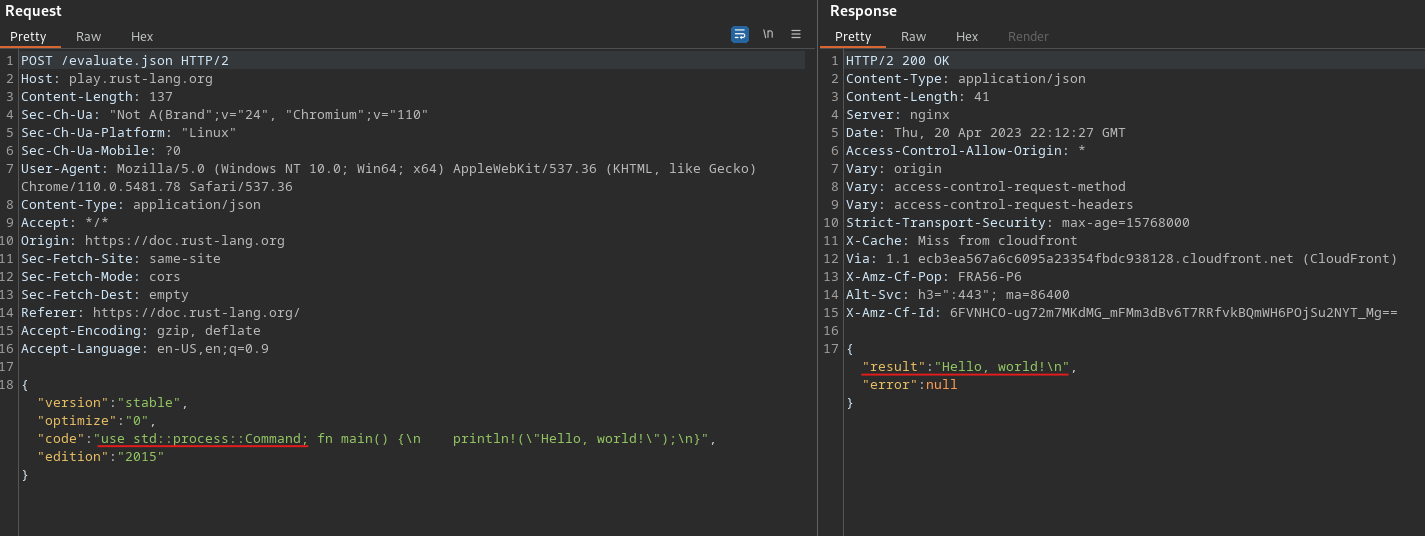 Request
Pretty Raw Hex \n
1 POST /evaluate.json HTTP/2
2 Host: play.rust-lang.org
3 Content-Length: 137
4 Sec-Ch-Ua: "Not A(Brand";v="24", "Chromium";v="110"
5 Sec-Ch-Ua-Platform: "Linux"
6 Sec-Ch-Ua-Mobile: ?0
7 User-Agent: Mozilla/5.0 (Windows NT 10.0; Win64; x64) AppleWebKit/537.36 (KHTML, like Gecko)
Chrome/110.0.5481.78 Safari/537.36
8 Content-Type: application/json
9 Accept: */*
10 Origin: https://doc.rust-lang.org
11 Sec-Fetch-Site: same-site
12 Sec-Fetch-Mode: cors
13 Sec-Fetch-Dest: empty
14 Referer: https://doc.rust-lang.org/
15 Accept-Encoding: gzip, deflate
16 Accept-Language: en-US,en;q=0.9
17
18 {
"version":"stable",
"optimize":"0",
"code":"use std::process::Command; fn main() {\n    println!(\"Hello, world!\");\n}",
"edition":"2015"
}
Response
Pretty Raw Hex Render
1 HTTP/2 200 OK
2 Content-Type: application/json
3 Content-Length: 41
4 Server: nginx
5 Date: Thu, 20 Apr 2023 22:12:27 GMT
6 Access-Control-Allow-Origin: *
7 Vary: origin
8 Vary: access-control-request-method
9 Vary: access-control-request-headers
10 Strict-Transport-Security: max-age=15768000
11 X-Cache: Miss from cloudfront
12 Via: 1.1 ecb3ea567a6c6095a23354fbdc938128.cloudfront.net (CloudFront)
13 X-Amz-Cf-Pop: FRA56-P6
14 Alt-Svc: h3=":443"; ma=86400
15 X-Amz-Cf-Id: 6FVNHCO-ug72m7MKdMG_mFMm3dBv6T7RRfvkBQmWH6POjSu2NYT_Mg==
16
17 {
"result":"Hello, world!\n",
"error":null
}